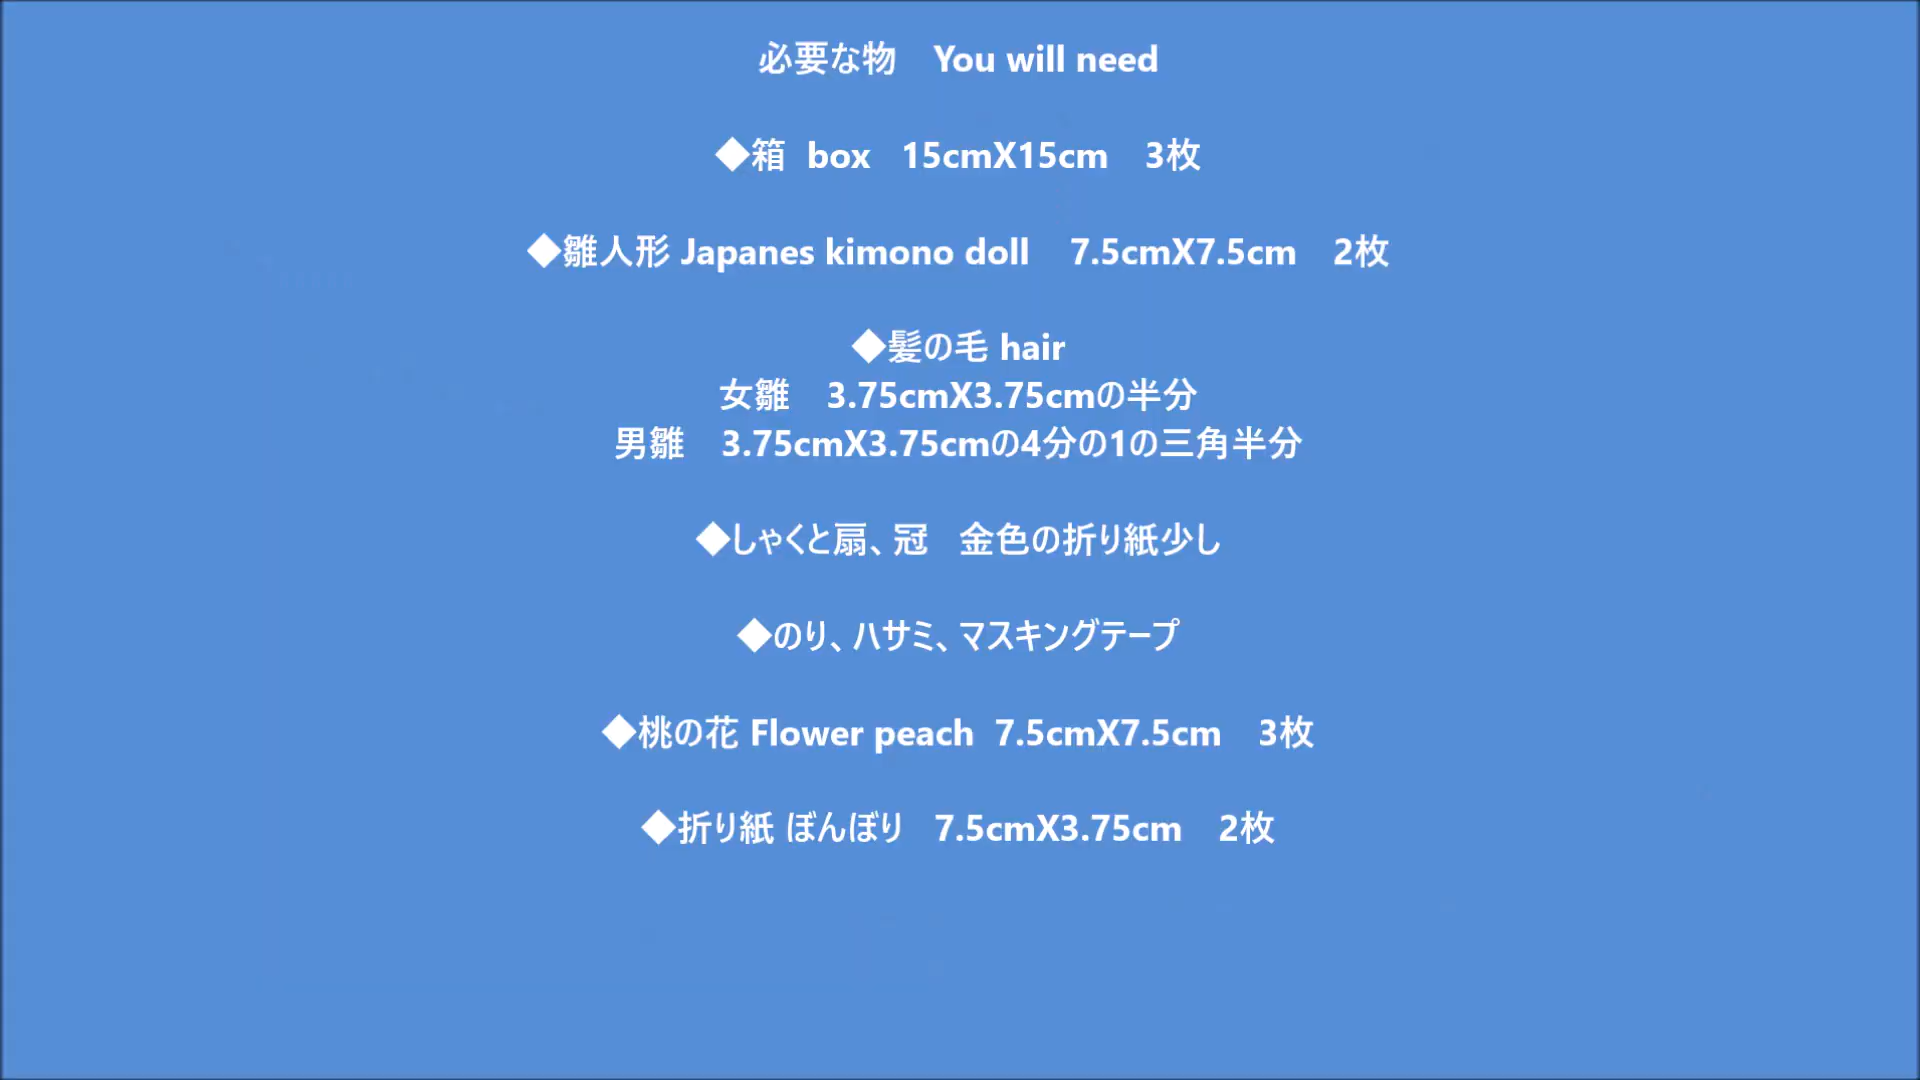 必要な物　You will need
◆箱 box 15cmX15cm　3枚
◆雛人形 Japanes kimono doll　7.5cmX7.5cm　2枚
◆髪の毛 hair
女雛　3.75cmX3.75cmの半分
男雛　3.75cmX3.75cmの4分の1の三角半分
◆しゃくと扇、冠　金色の折り紙少し
◆のり、ハサミ、マスキングテープ
◆桃の花 Flower peach 7.5cmX7.5cm　3枚
◆折り紙 ぼんぼり　7.5cmX3.75cm　2枚